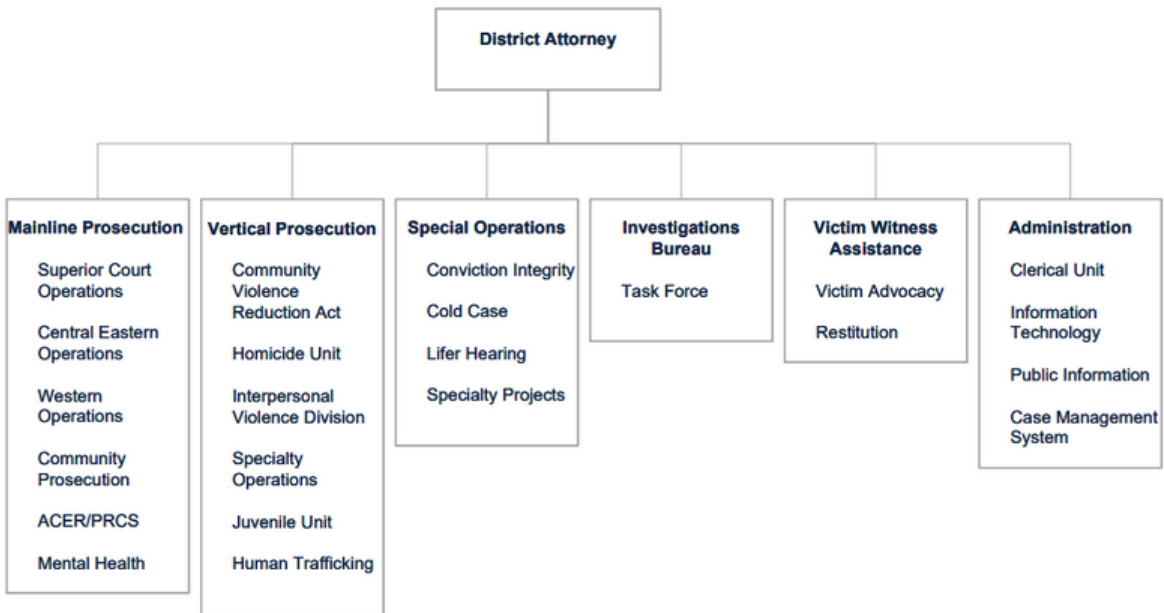 District Attorney
Mainline Prosecution
Superior Court
Operations
Central Eastern
Operations
Western
Operations
Community
Prosecution
ACER/PRCS
Mental Health
Vertical Prosecution
Community
Violence
Reduction Act
Homicide Unit
Interpersonal
Violence Division
Specialty
Operations
Juvenile Unit
Human Trafficking
Special Operations
Conviction Integrity
Cold Case
Lifer Hearing
Specialty Projects
Investigations
Bureau
Task Force
Victim Witness
Assistance
Victim Advocacy
Restitution
Administration
Clerical Unit
Information
Technology
Public Information
Case Management
System